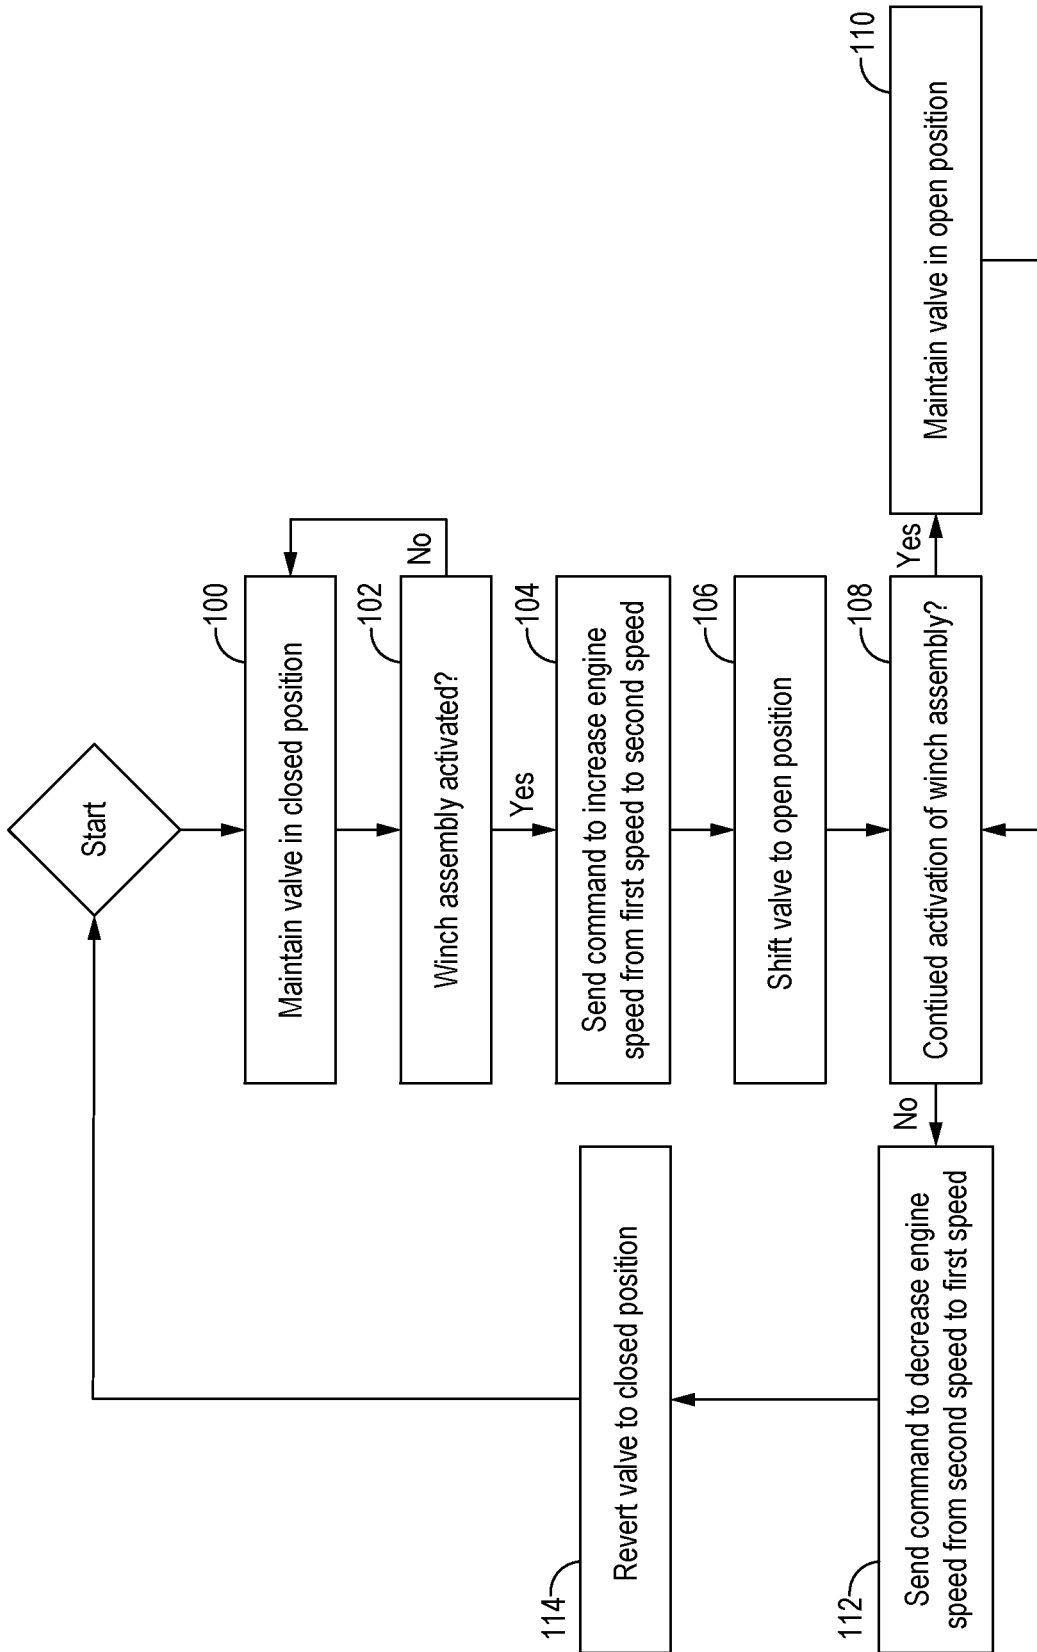 Start
100
Maintain valve in closed position
102
Winch assembly activated?
No
Yes
104
Send command to increase engine
speed from first speed to second speed
106
Shift valve to open position
108
Contiued activation of winch assembly?
Yes
110
Maintain valve in open position
No
112
Send command to decrease engine
speed from second speed to first speed
114
Revert valve to closed position